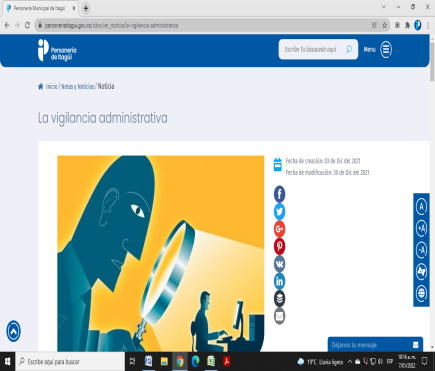 Personería Municipal de Itagüí
personeriaitagui.gov.co/sitio/ver_noticia/la-vigilancia-administrativa
Personería
de Itagüí
Escribe Tu búsqueda aquí
Menu
Inicio / Notas y Noticias / Noticia
La vigilancia administrativa
Fecha de creación: 03 de Dic del 2021
Fecha de modificación: 30 de Dic del 2021
A
+A
-A
Déjanos tu mensaje
Escribe aquí para buscar
19°C Lluvia ligera
ESP
10:16 a. m.
7/01/2022